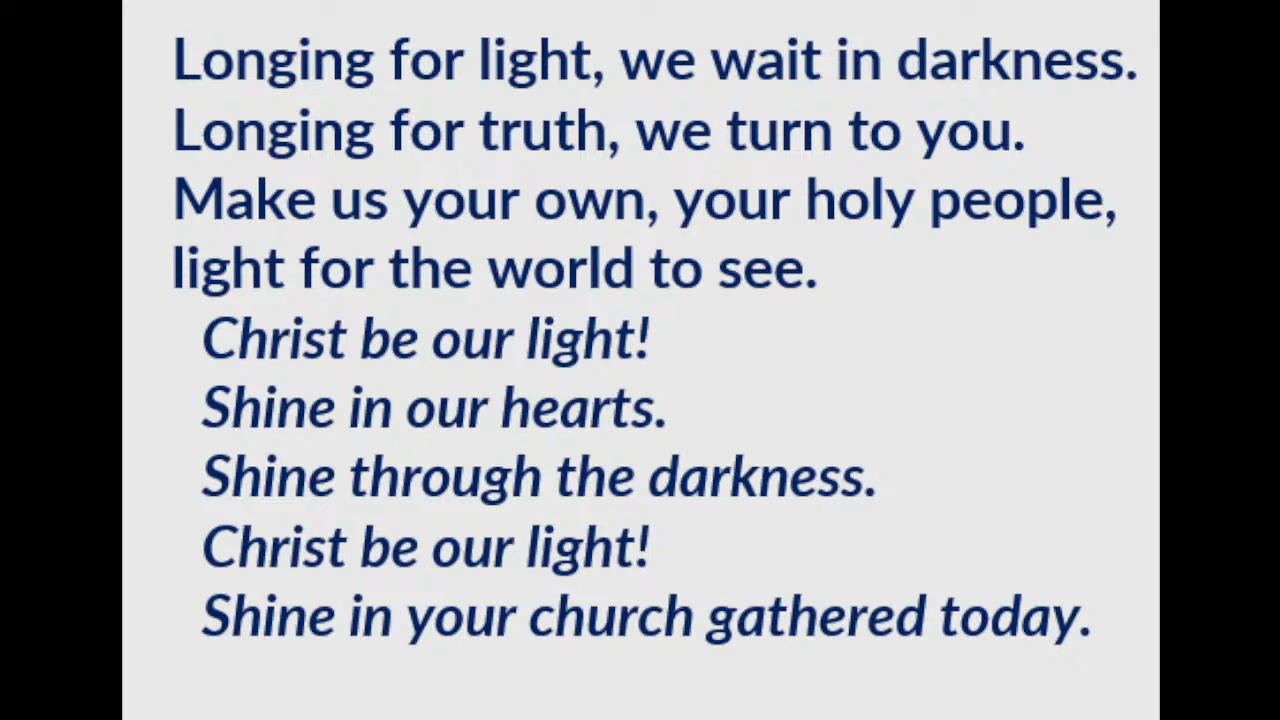 Longing for light, we wait in darkness.
Longing for truth, we turn to you.
Make us your own, your holy people,
light for the world to see.
Christ be our light!
Shine in our hearts.
Shine through the darkness.
Christ be our light!
Shine in your church gathered today.